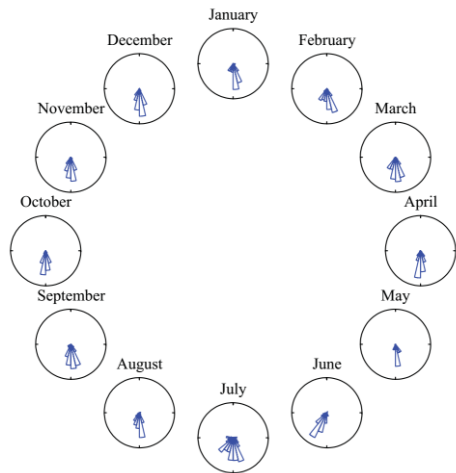 January
December
February
November
March
October
April
September
May
August
June
July